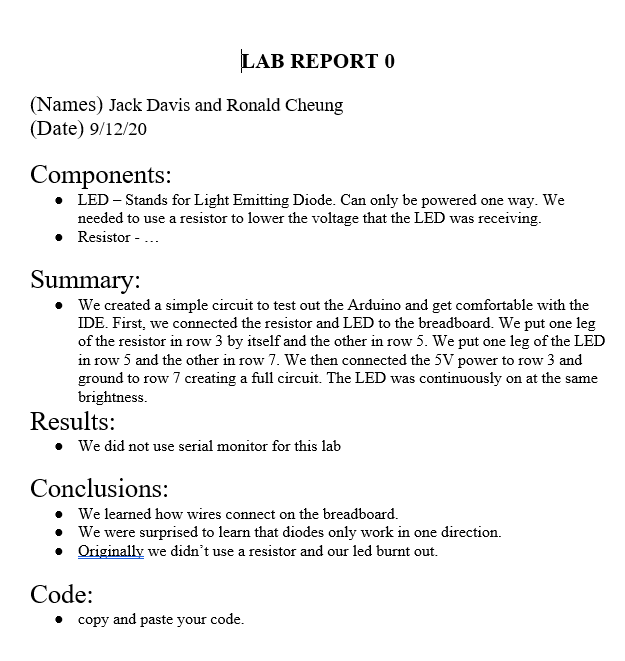 LAB REPORT 0
(Names) Jack Davis and Ronald Cheung
(Date) 9/12/20
Components:
● LED – Stands for Light Emitting Diode. Can only be powered one way. We
needed to use a resistor to lower the voltage that the LED was receiving.
● Resistor - …
Summary:
● We created a simple circuit to test out the Arduino and get comfortable with the
IDE. First, we connected the resistor and LED to the breadboard. We put one leg
of the resistor in row 3 by itself and the other in row 5. We put one leg of the LED
in row 5 and the other in row 7. We then connected the 5V power to row 3 and
ground to row 7 creating a full circuit. The LED was continuously on at the same
brightness.
Results:
● We did not use serial monitor for this lab
Conclusions:
● We learned how wires connect on the breadboard.
● We were surprised to learn that diodes only work in one direction.
● Originally we didn’t use a resistor and our led burnt out.
Code:
● copy and paste your code.